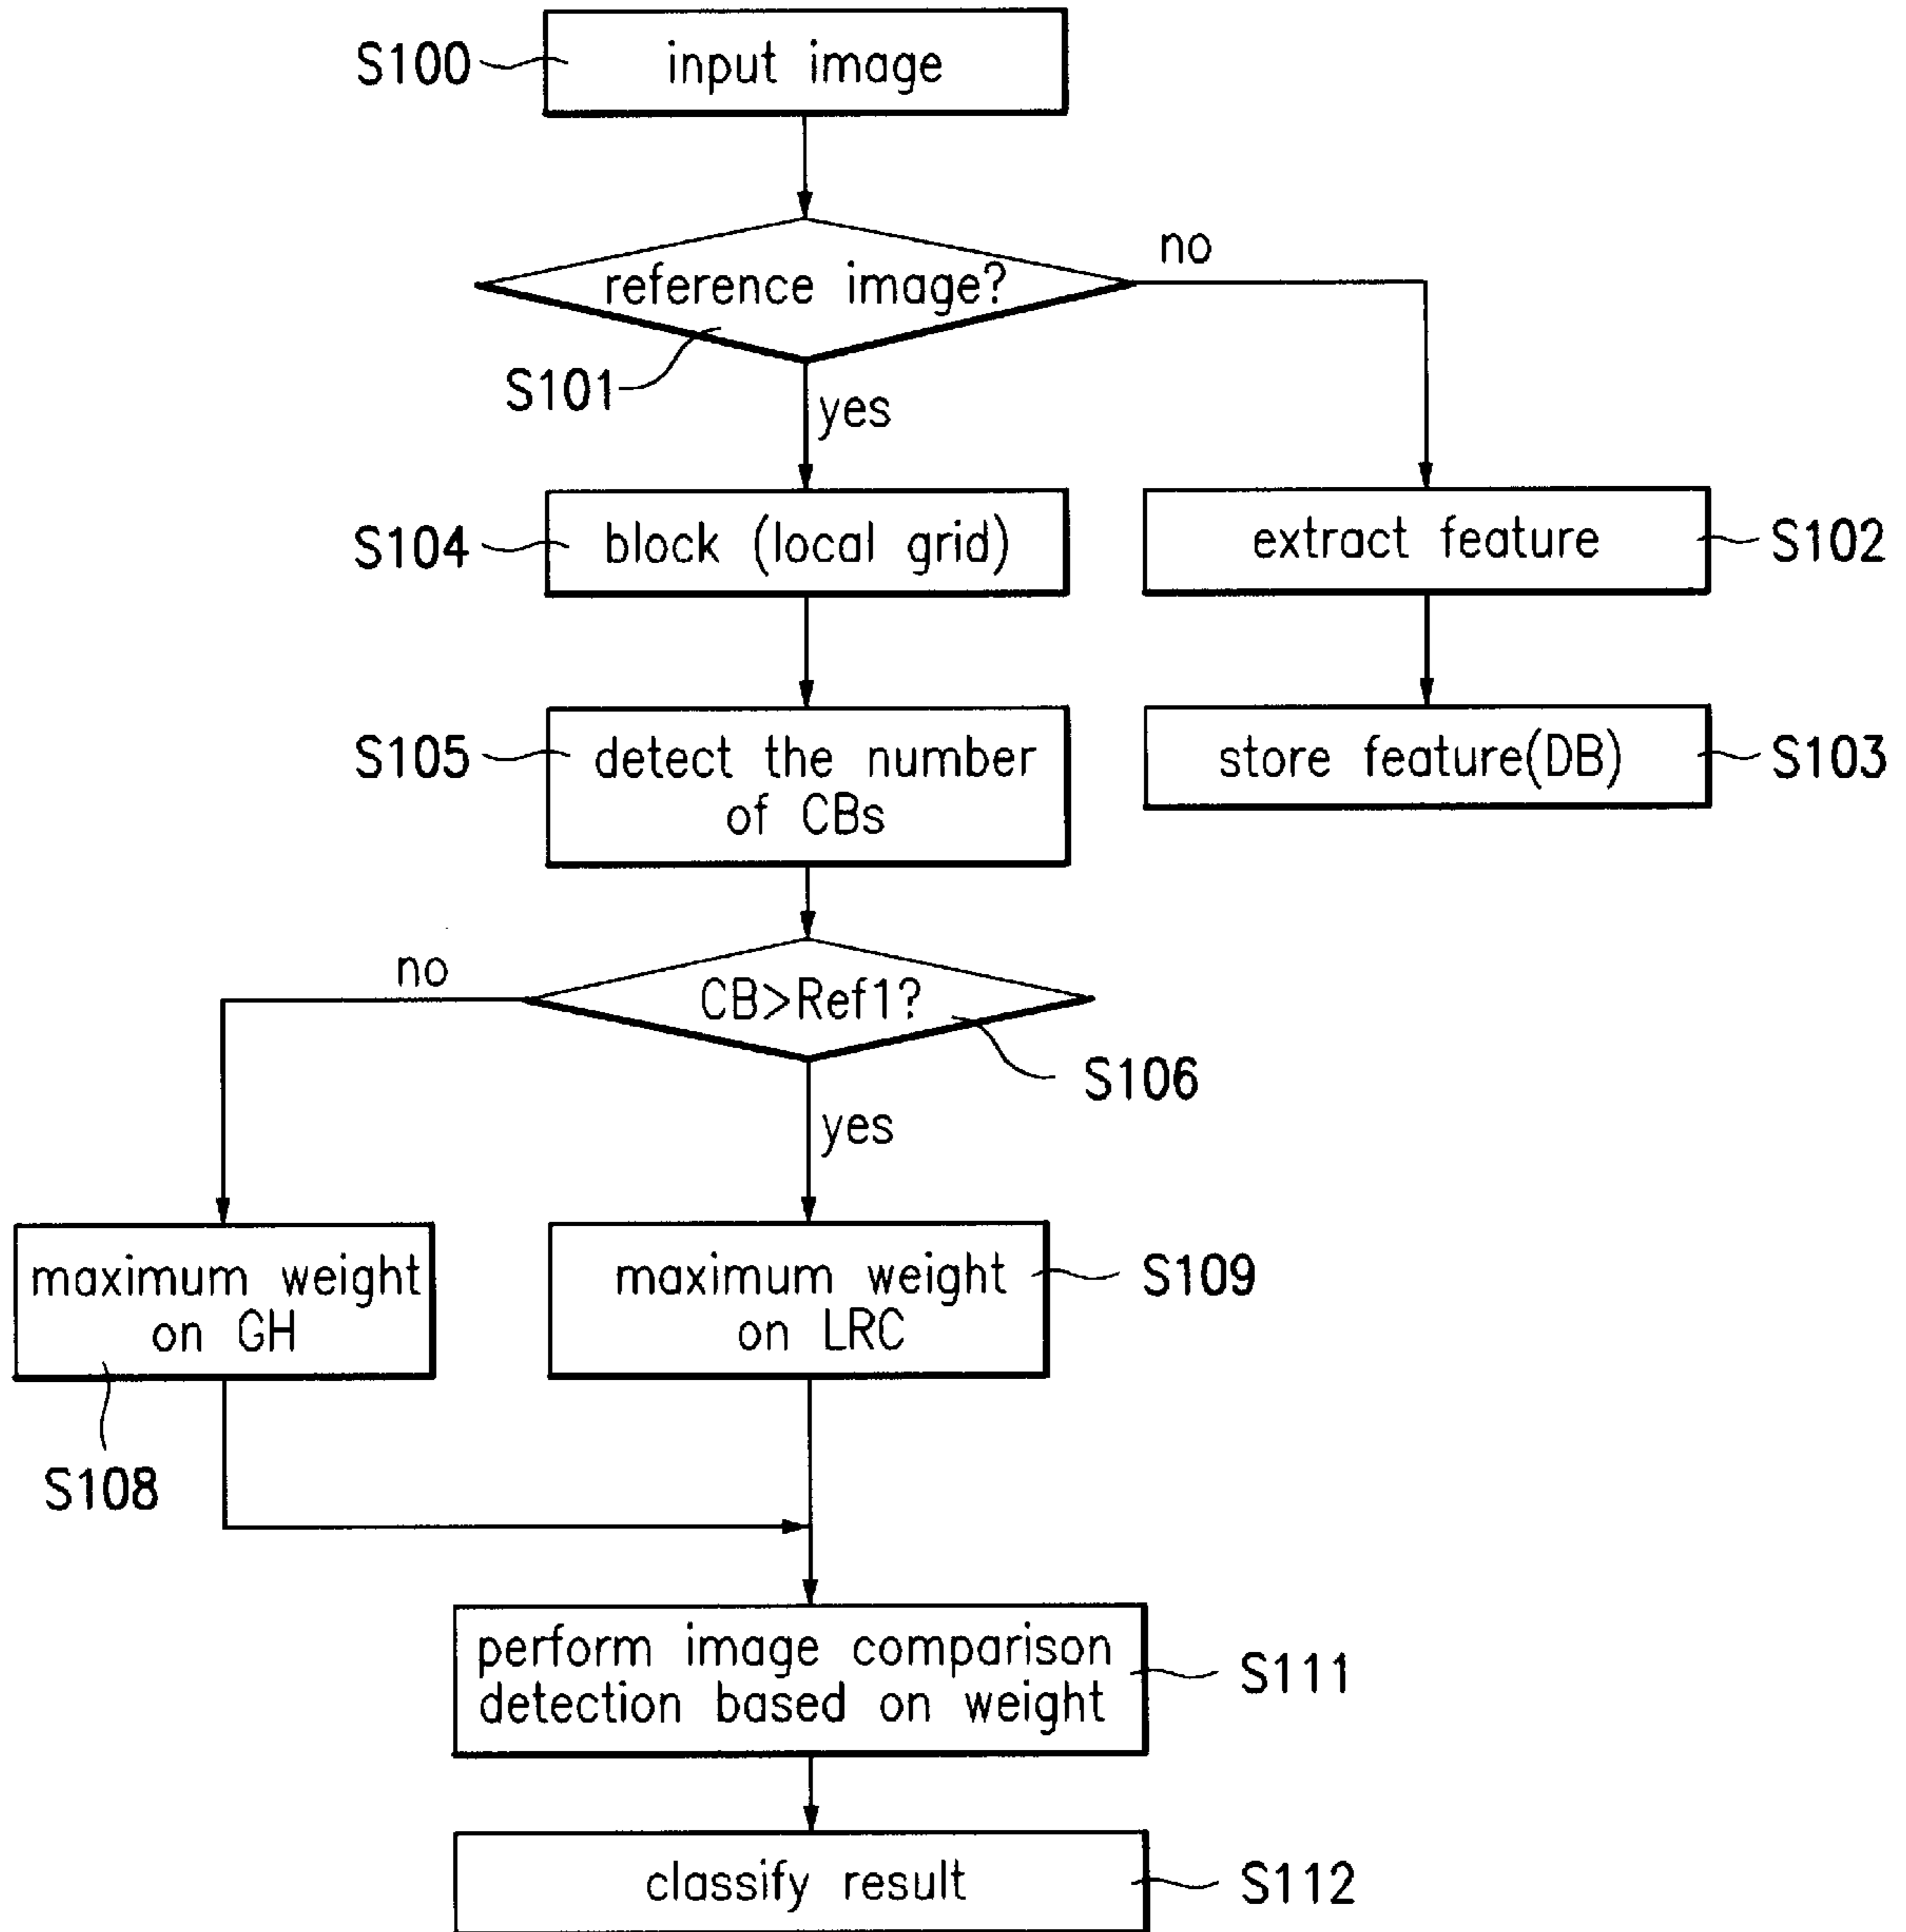 S100
input image
reference image?
no
S101
yes
S104
block (local grid)
extract feature
S102
S105
detect the number
of CBs
store feature(DB)
S103
no
CB>Ref1?
S106
yes
maximum weight
on GH
maximum weight
on LRC
S109
S108
perform image comparison
detection based on weight
S111
classify result
S112